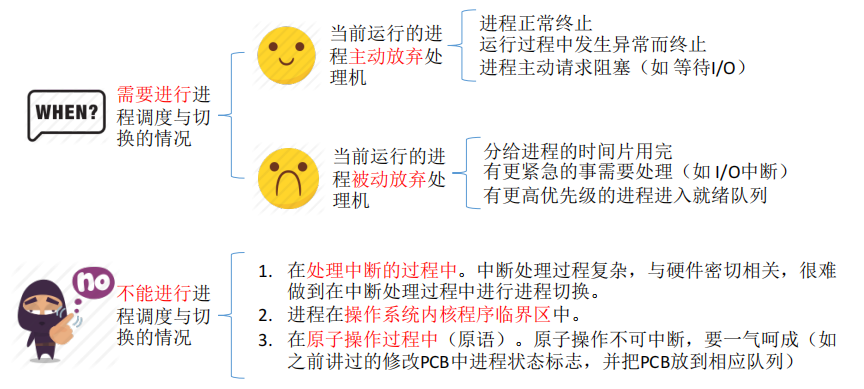 WHEN?
需要进行进
程调度与切
换的情况
当前运行的进
程主动放弃处
理机
进程正常终止
运行过程中发生异常而终止
进程主动请求阻塞（如 等待I/O）
当前运行的进
程被动放弃处
理机
分给进程的时间片用完
有更紧急的事需要处理（如 I/O中断）
有更高优先级的进程进入就绪队列
no
不能进行进
程调度与切
换的情况
1. 在处理中断的过程中。中断处理过程复杂，与硬件密切相关，很难
做到在中断处理过程中进行进程切换。
2. 进程在操作系统内核程序临界区中。
3. 在原子操作过程中（原语）。原子操作不可中断，要一气呵成（如
之前讲过的修改PCB中进程状态标志，并把PCB放到相应队列）